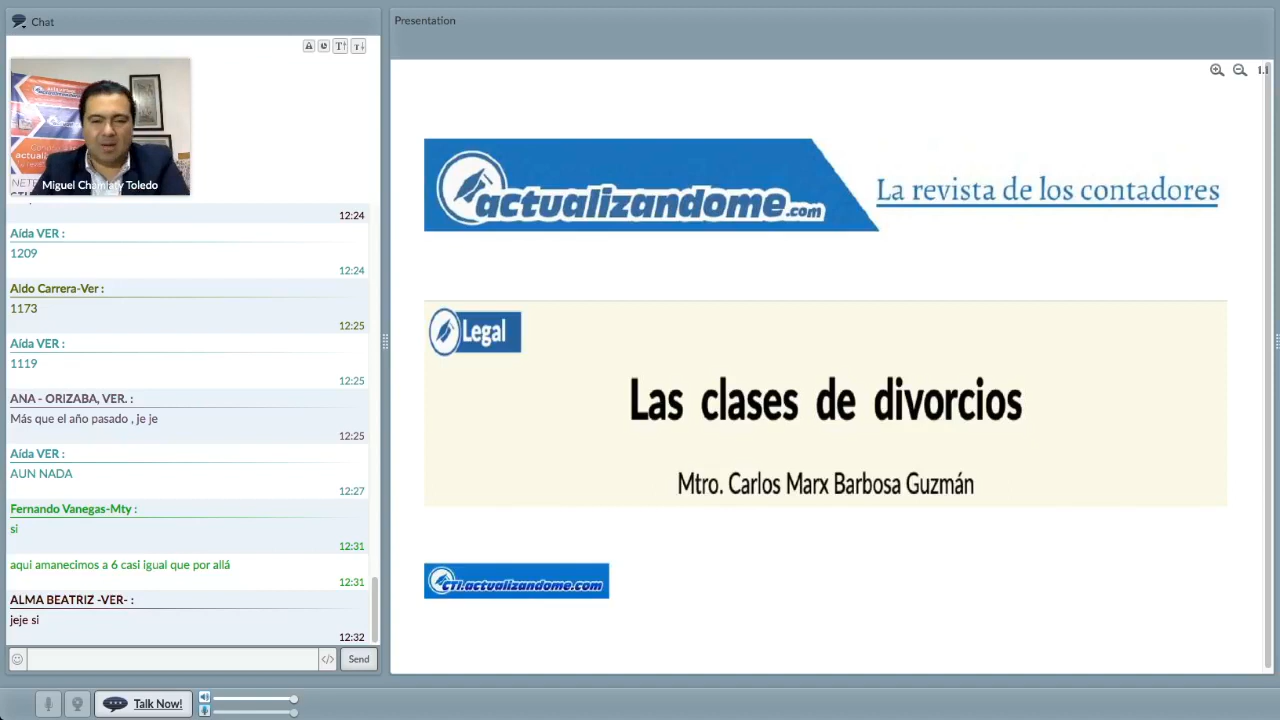 Chat
Presentation
Miguel Chamlaty Toledo
12:24
Aída VER :
1209
12:24
Aldo Carrera-Ver :
1173
12:25
Aída VER :
1119
12:25
ANA - ORIZABA, VER. :
Más que el año pasado , je je
12:25
Aída VER :
AUN NADA
12:27
Fernando Vanegas-Mty :
si
12:31
aqui amanecimos a 6 casi igual que por allá
12:31
ALMA BEATRIZ -VER- :
jeje si
12:32
Send
Talk Now!
1.1
actualizandome.com
La revista de los contadores
Legal
Las clases de divorcios
Mtro. Carlos Marx Barbosa Guzmán
CTI.actualizandome.com